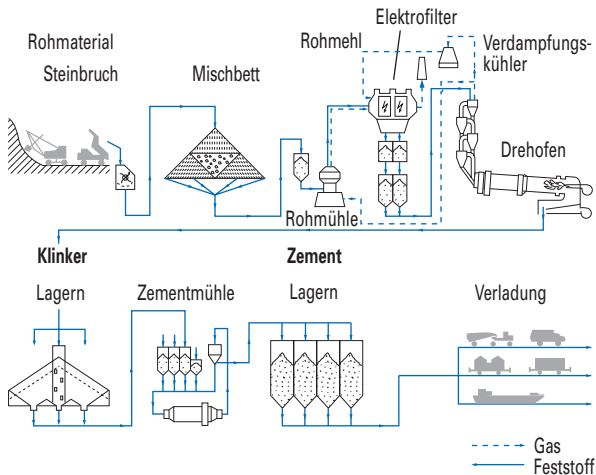 Elektrofilter
Rohmaterial
Steinbruch
Mischbett
Rohmehl
Verdampfungs-
kühler
Drehofen
Rohmühle
Klinker
Zement
Lagern
Zementmühle
Lagern
Verladung
Gas
Feststoff